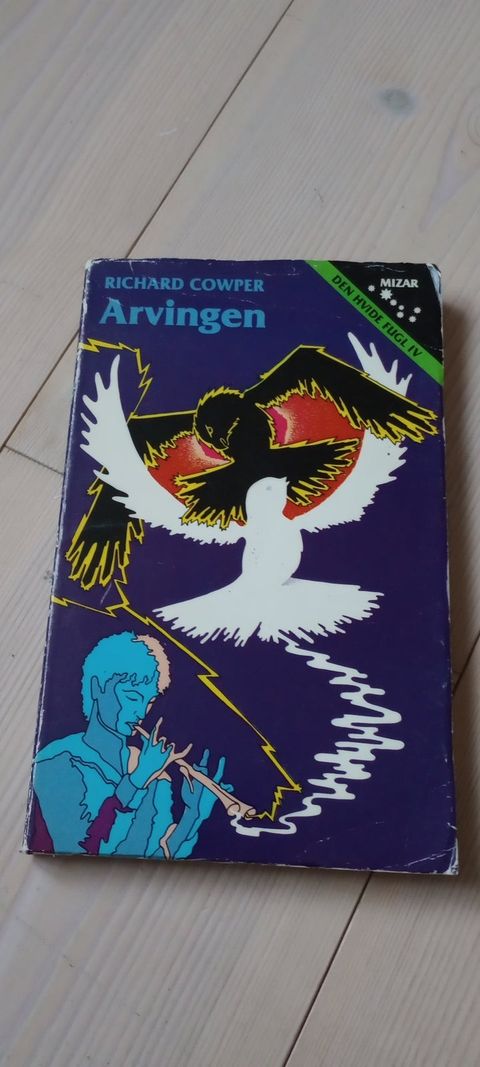 RICHARD COWPER
Arvingen
MIZAR
DEN HVIDE FUGL IV